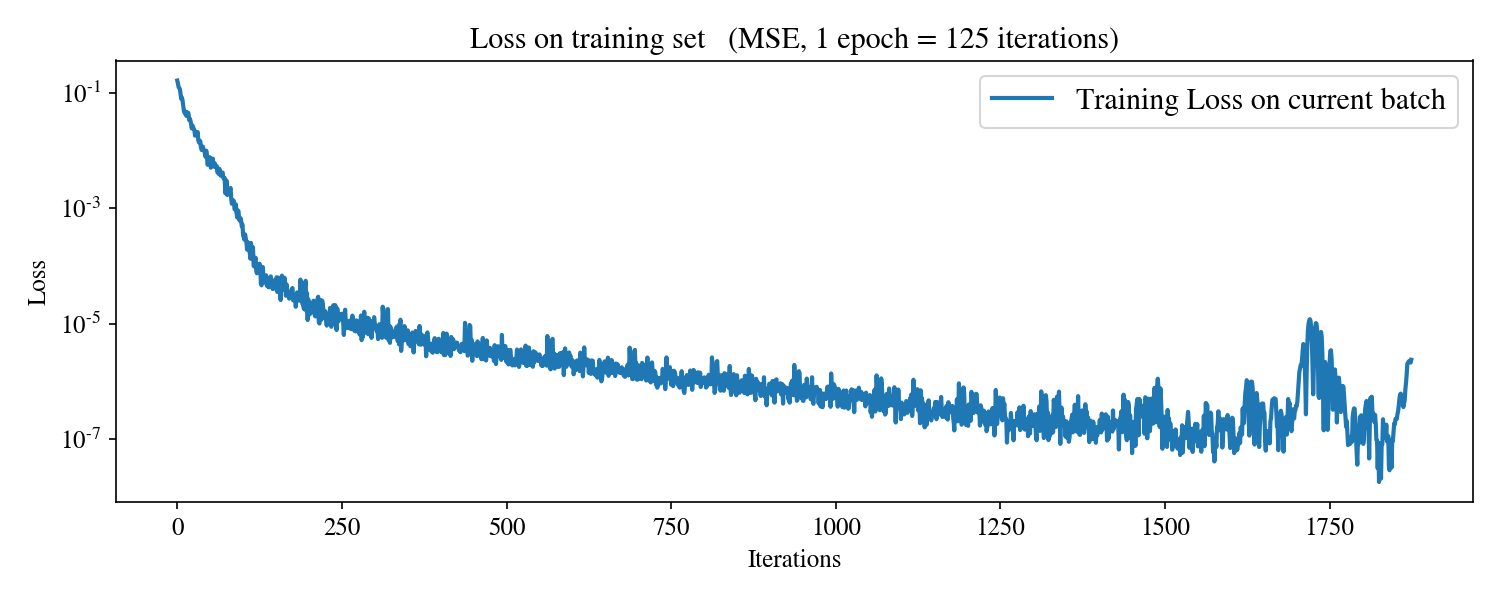 Loss on training set (MSE, 1 epoch = 125 iterations)
Training Loss on current batch
Loss
10⁻¹
10⁻³
10⁻⁵
10⁻⁷
0 250 500 750 1000 1250 1500 1750
Iterations